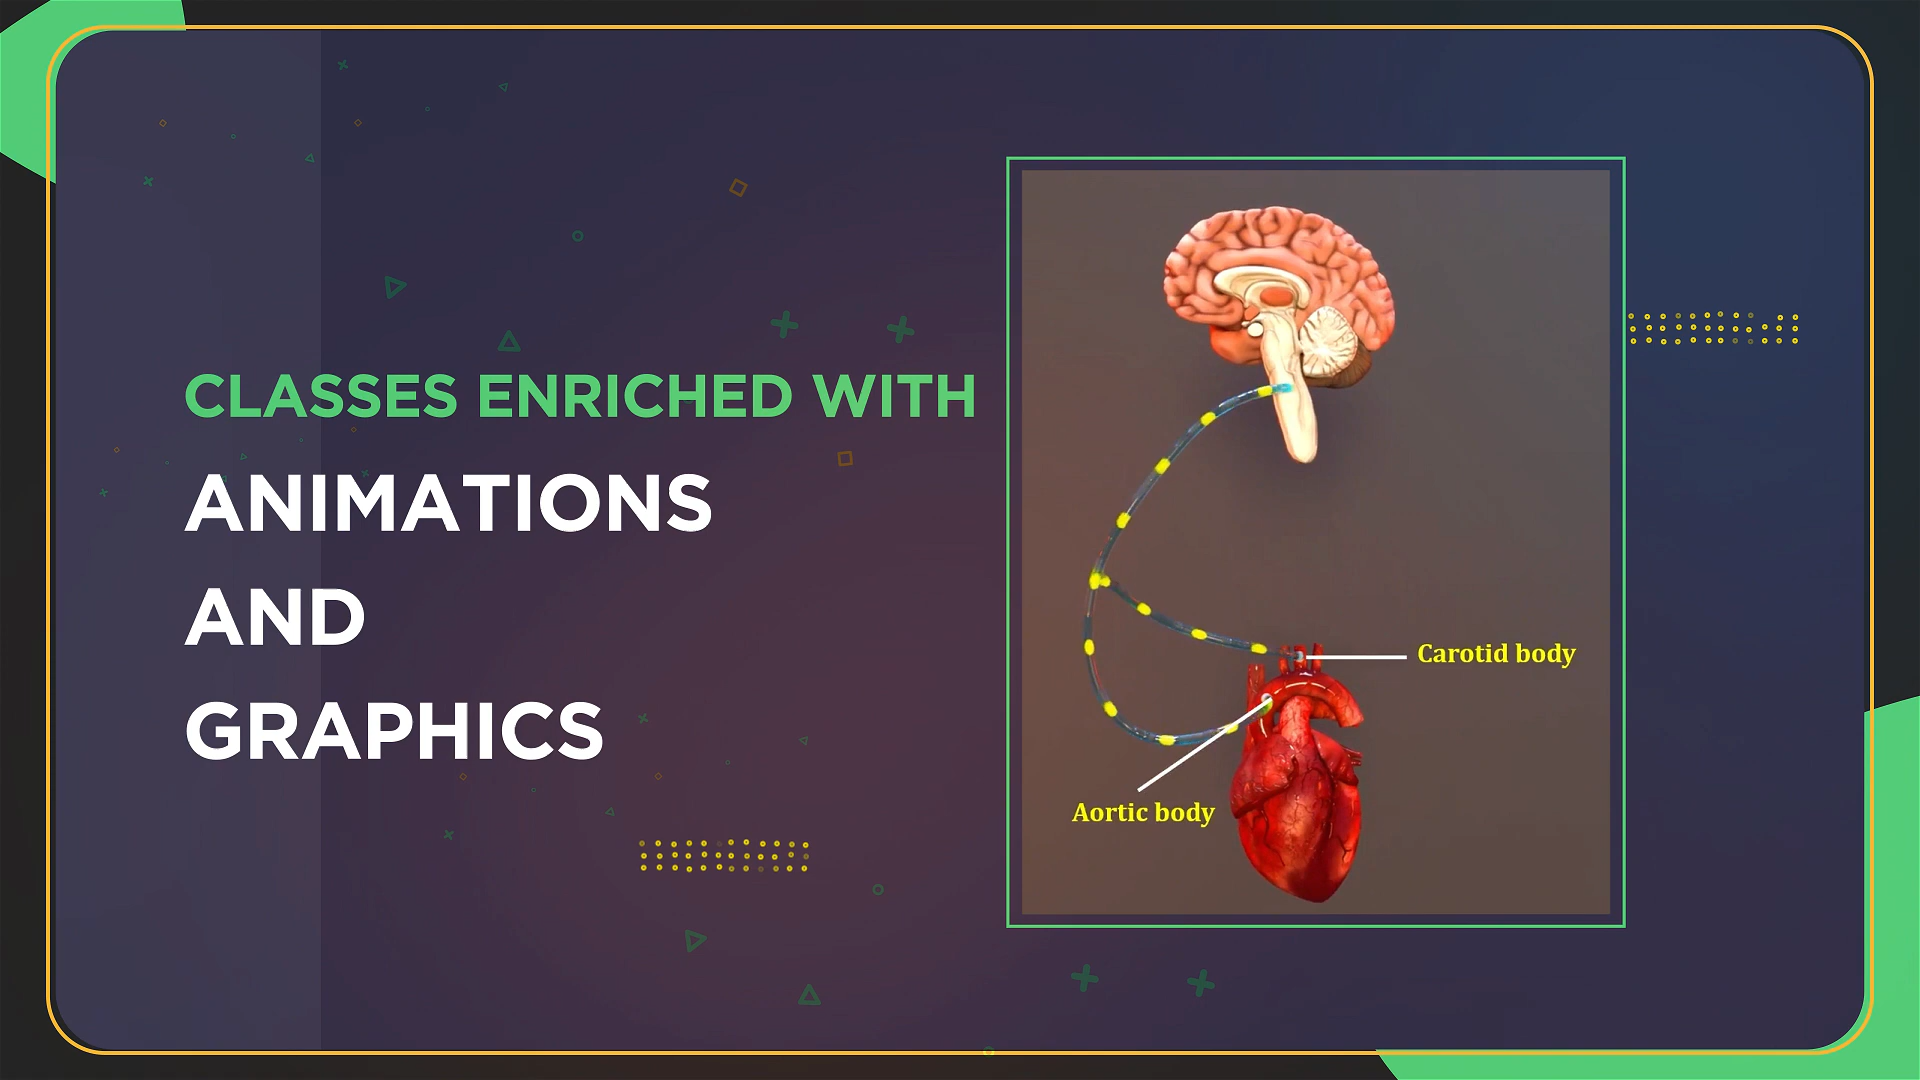 CLASSES ENRICHED WITH
ANIMATIONS
AND
GRAPHICS
Carotid body
Aortic body